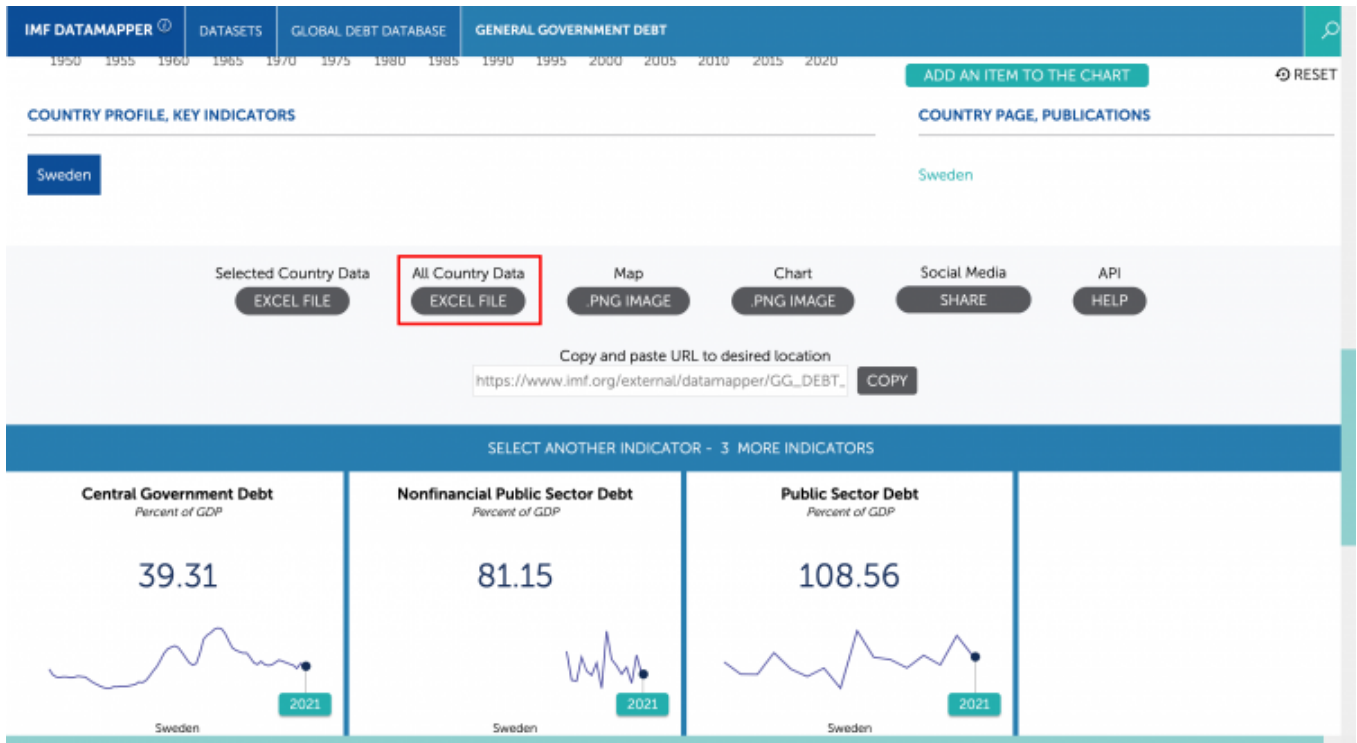 IMF DATAMAPPER DATASETS GLOBAL DEBT DATABASE GENERAL GOVERNMENT DEBT
1950 1955 1960 1965 1970 1975 1980 1985 1990 1995 2000 2005 2010 2015 2020
ADD AN ITEM TO THE CHART RESET
COUNTRY PROFILE, KEY INDICATORS COUNTRY PAGE, PUBLICATIONS
Sweden Sweden
Selected Country Data All Country Data Map Chart Social Media API
EXCEL FILE EXCEL FILE .PNG IMAGE .PNG IMAGE SHARE HELP
Copy and paste URL to desired location
https://www.imf.org/external/datamapper/GG_DEBT_ COPY
SELECT ANOTHER INDICATOR - 3 MORE INDICATORS
Central Government Debt Nonfinancial Public Sector Debt Public Sector Debt
Percent of GDP Percent of GDP Percent of GDP
39.31 81.15 108.56
2021 2021 2021
Sweden Sweden Sweden